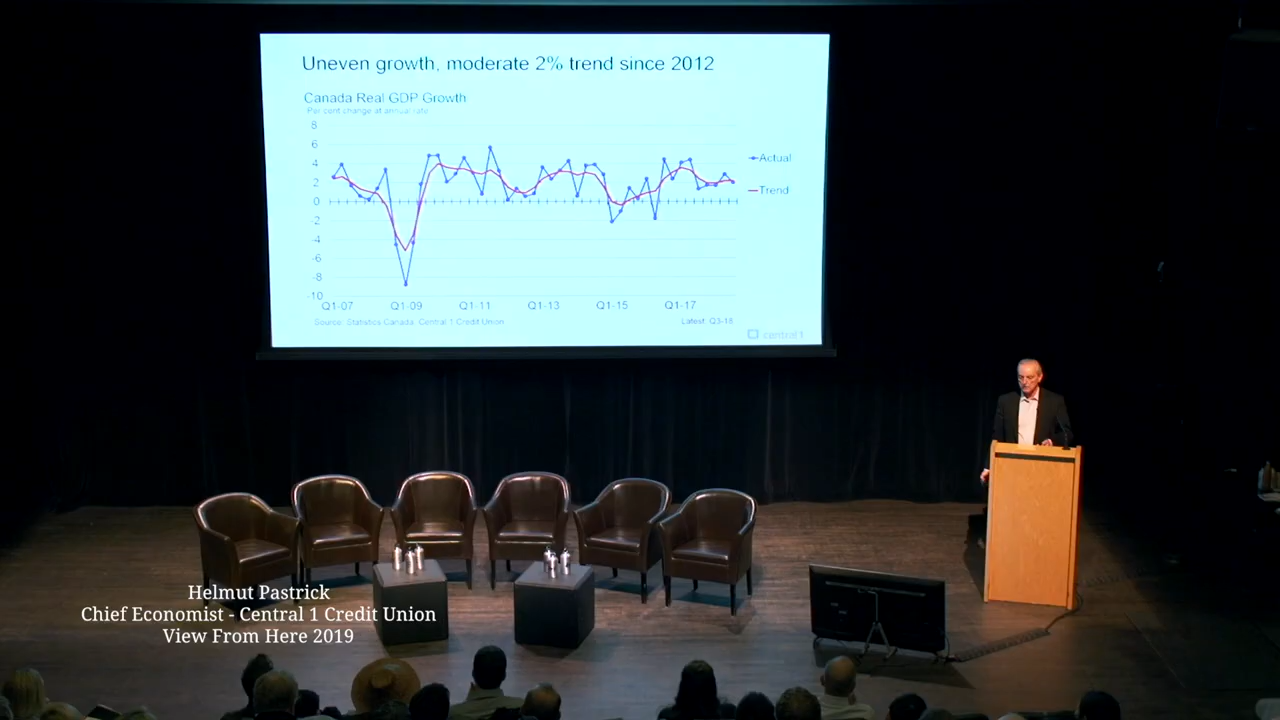 Uneven growth, moderate 2% trend since 2012
Canada Real GDP Growth
Per cent change at annual rate
8
6
4
2
0
-2
-4
-6
-8
-10
Actual
Trend
Q1-07 Q1-09 Q1-11 Q1-13 Q1-15 Q1-17
Source: Statistics Canada, Central 1 Credit Union
Latest: Q3-18
central1
Helmut Pastrick
Chief Economist - Central 1 Credit Union
View From Here 2019